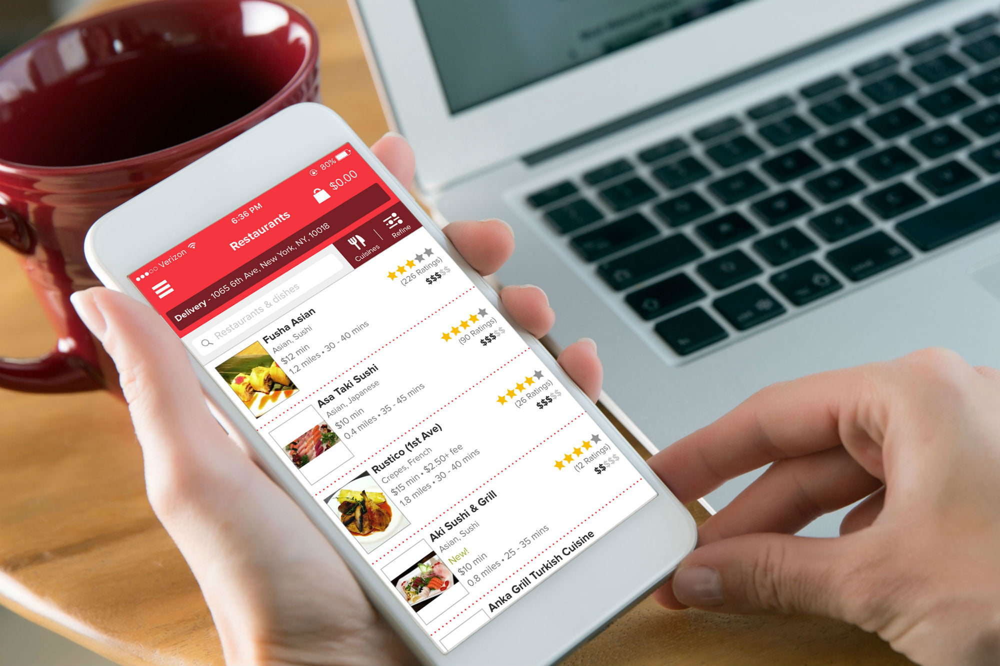 Verizon 6:36 PM 80%
Restaurants $0.00
Delivery - 1065 6th Ave, New York, NY, 10018
Restaurants & dishes
Cuisines
Refine
Fusha Asian
Asian, Sushi
$12 min
1.2 miles • 30 - 40 mins
(226 Ratings)
$$$$$
Asa Taki Sushi
Asian, Japanese
$10 min
0.4 miles • 35 - 45 mins
(90 Ratings)
$$$$$
Rustico (1st Ave)
Crepes, French
$15 min • $2.50+ fee
1.8 miles • 30 - 40 mins
(26 Ratings)
$$$$$
Aki Sushi & Grill
Asian, Sushi
New!
$10 min
0.8 miles • 25 - 35 mins
(12 Ratings)
$$$$$
Anka Grill Turkish Cuisine